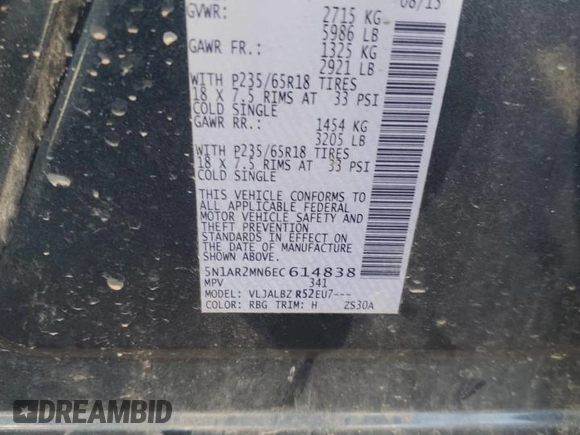 08/13
GVWR: 2715 KG
5986 LB
GAWR FR.: 1325 KG
2921 LB
WITH P235/65R18 TIRES
18 X 7.5 RIMS AT 33 PSI
COLD SINGLE
GAWR RR.: 1454 KG
3205 LB
WITH P235/65R18 TIRES
18 X 7.5 RIMS AT 33 PSI
COLD SINGLE
THIS VEHICLE CONFORMS TO
ALL APPLICABLE FEDERAL
MOTOR VEHICLE SAFETY AND
THEFT PREVENTION
STANDARDS IN EFFECT ON
THE DATE OF MANUFACTURE
SHOWN ABOVE.
5N1AR2MN6EC614838
MPV 341
MODEL: VLJALBZ R52EU7---
COLOR: RBG TRIM: H ZS30A
DREAMBID